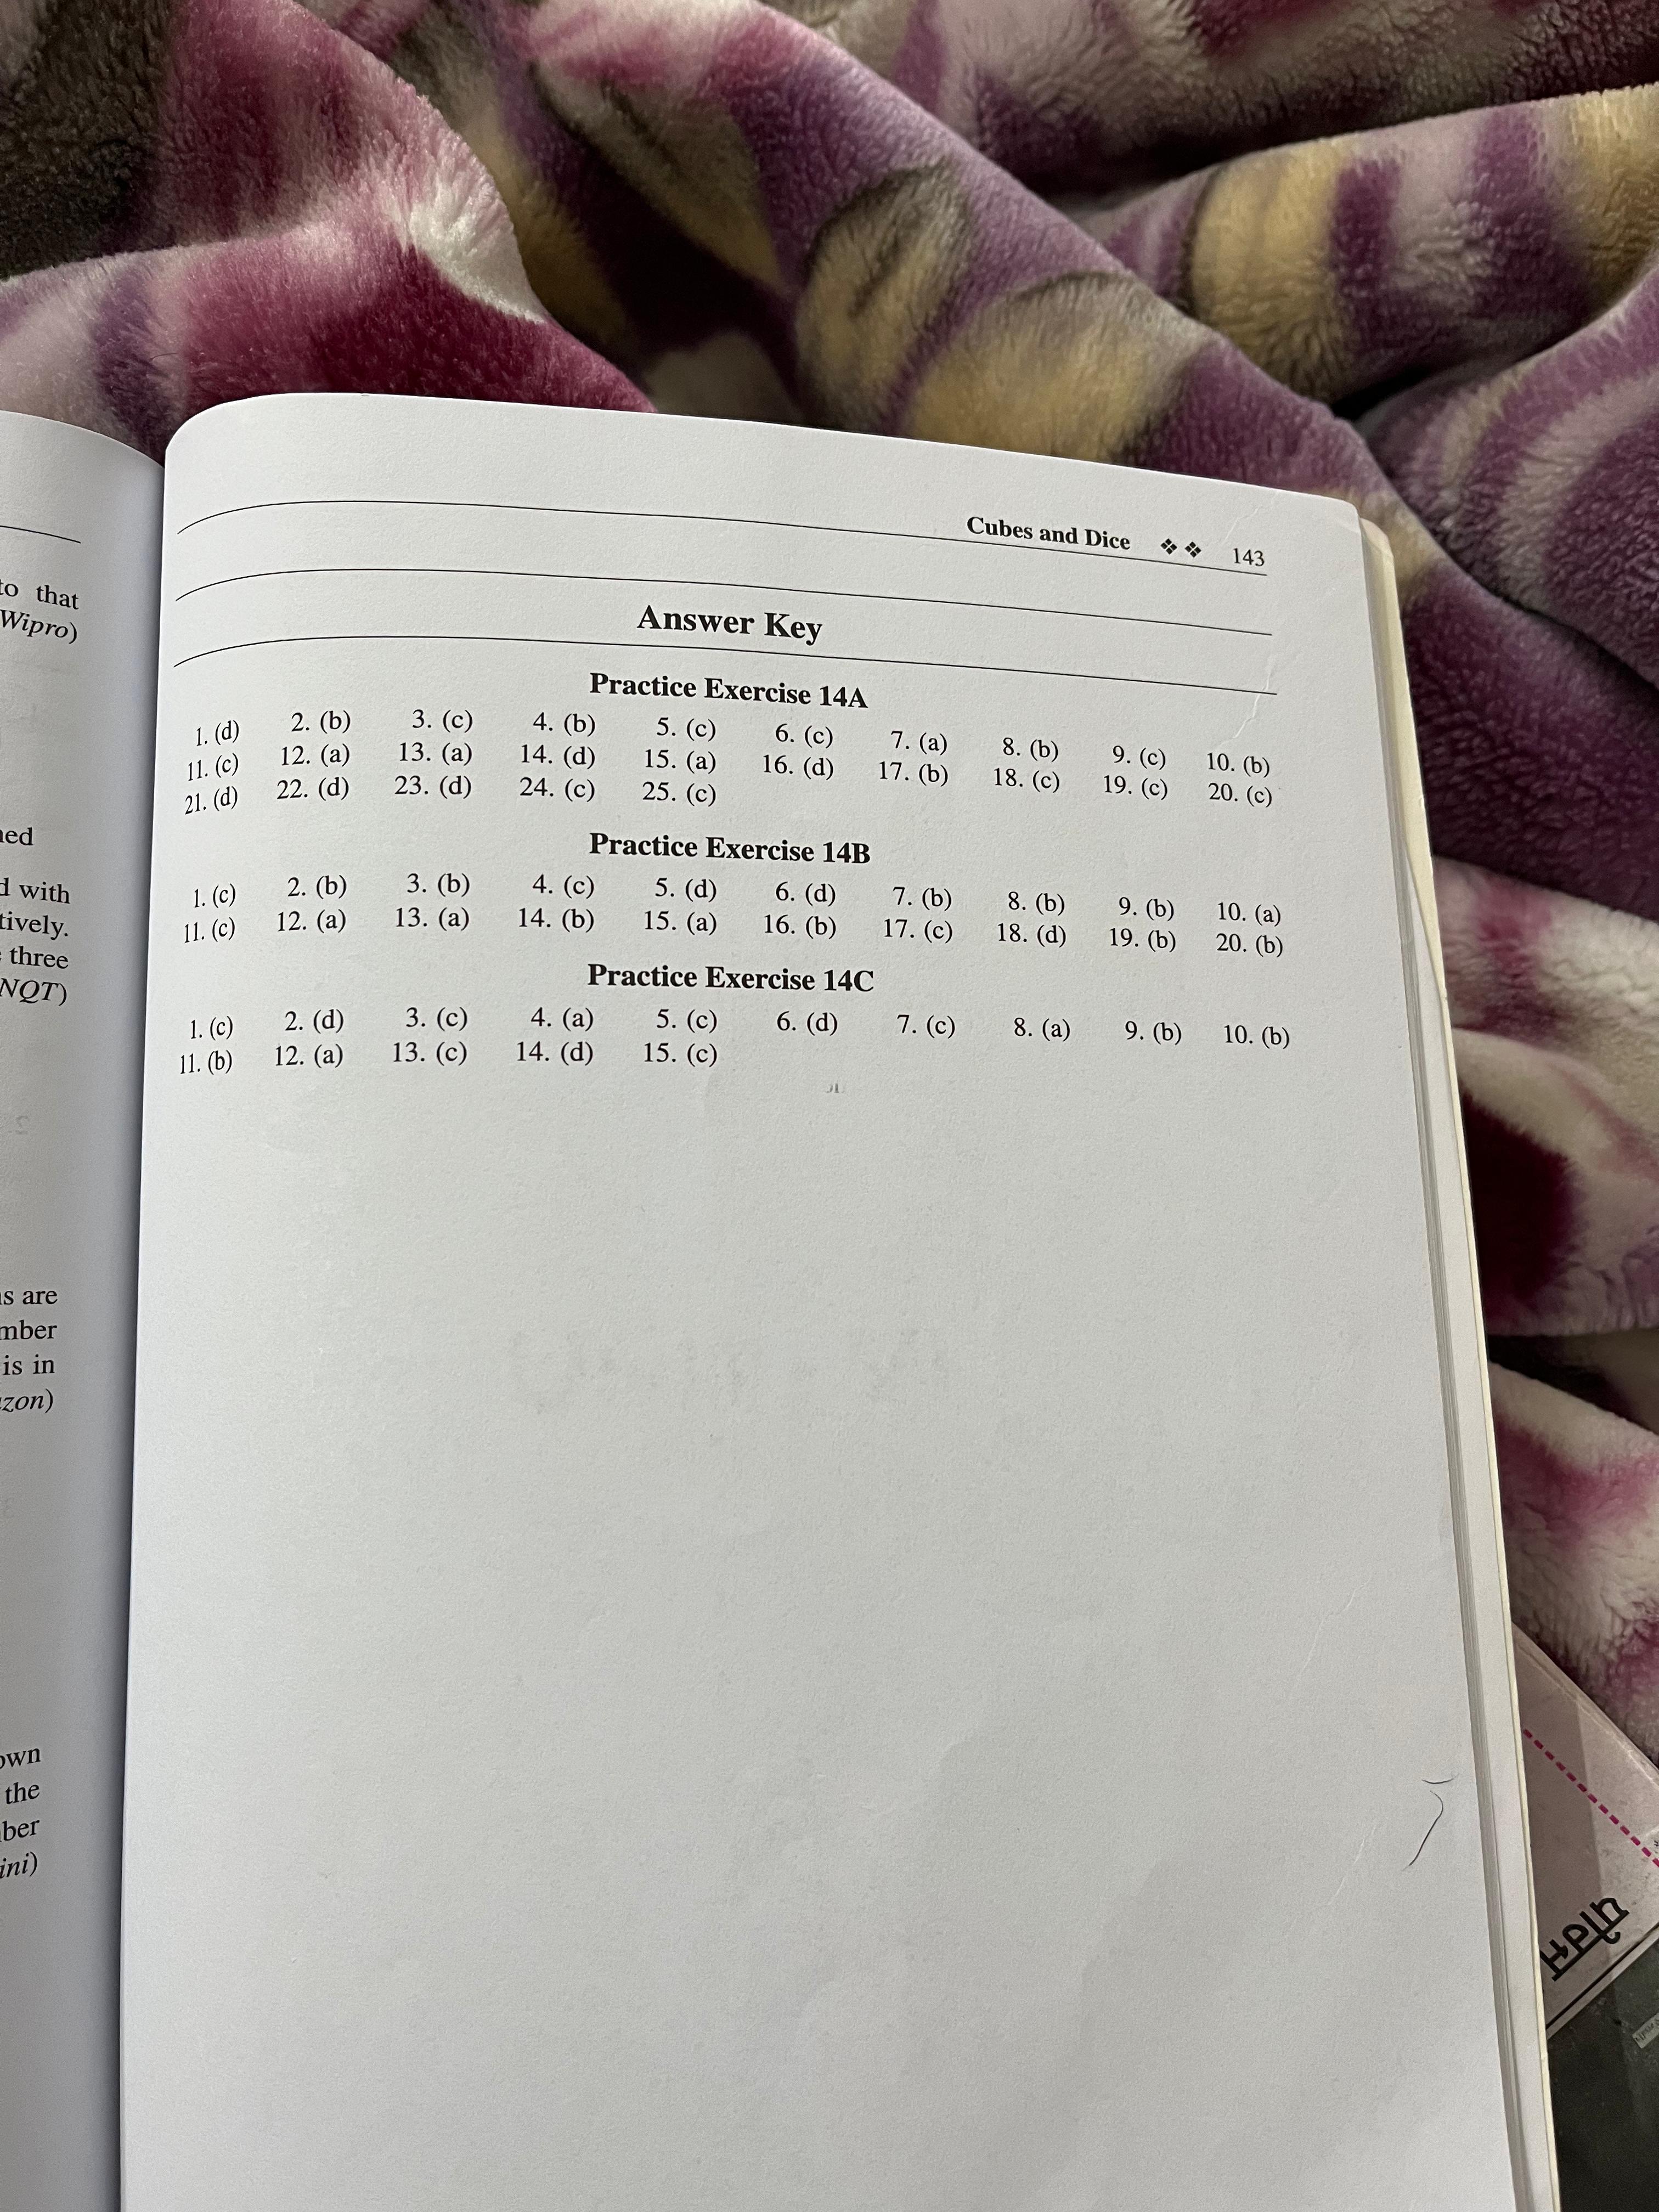 to that
Wipro)
ned
d with
tively.
three
NQT)
ns are
mber
is in
zon)
own
the
ber
ini)
Cubes and Dice ❖❖ 143
Answer Key
Practice Exercise 14A
1. (d) 2. (b) 3. (c) 4. (b) 5. (c) 6. (c) 7. (a) 8. (b) 9. (c) 10. (b)
11. (c) 12. (a) 13. (a) 14. (d) 15. (a) 16. (d) 17. (b) 18. (c) 19. (c) 20. (c)
21. (d) 22. (d) 23. (d) 24. (c) 25. (c)
Practice Exercise 14B
1. (c) 2. (b) 3. (b) 4. (c) 5. (d) 6. (d) 7. (b) 8. (b) 9. (b) 10. (a)
11. (c) 12. (a) 13. (a) 14. (b) 15. (a) 16. (b) 17. (c) 18. (d) 19. (b) 20. (b)
Practice Exercise 14C
1. (c) 2. (d) 3. (c) 4. (a) 5. (c) 6. (d) 7. (c) 8. (a) 9. (b) 10. (b)
11. (b) 12. (a) 13. (c) 14. (d) 15. (c)